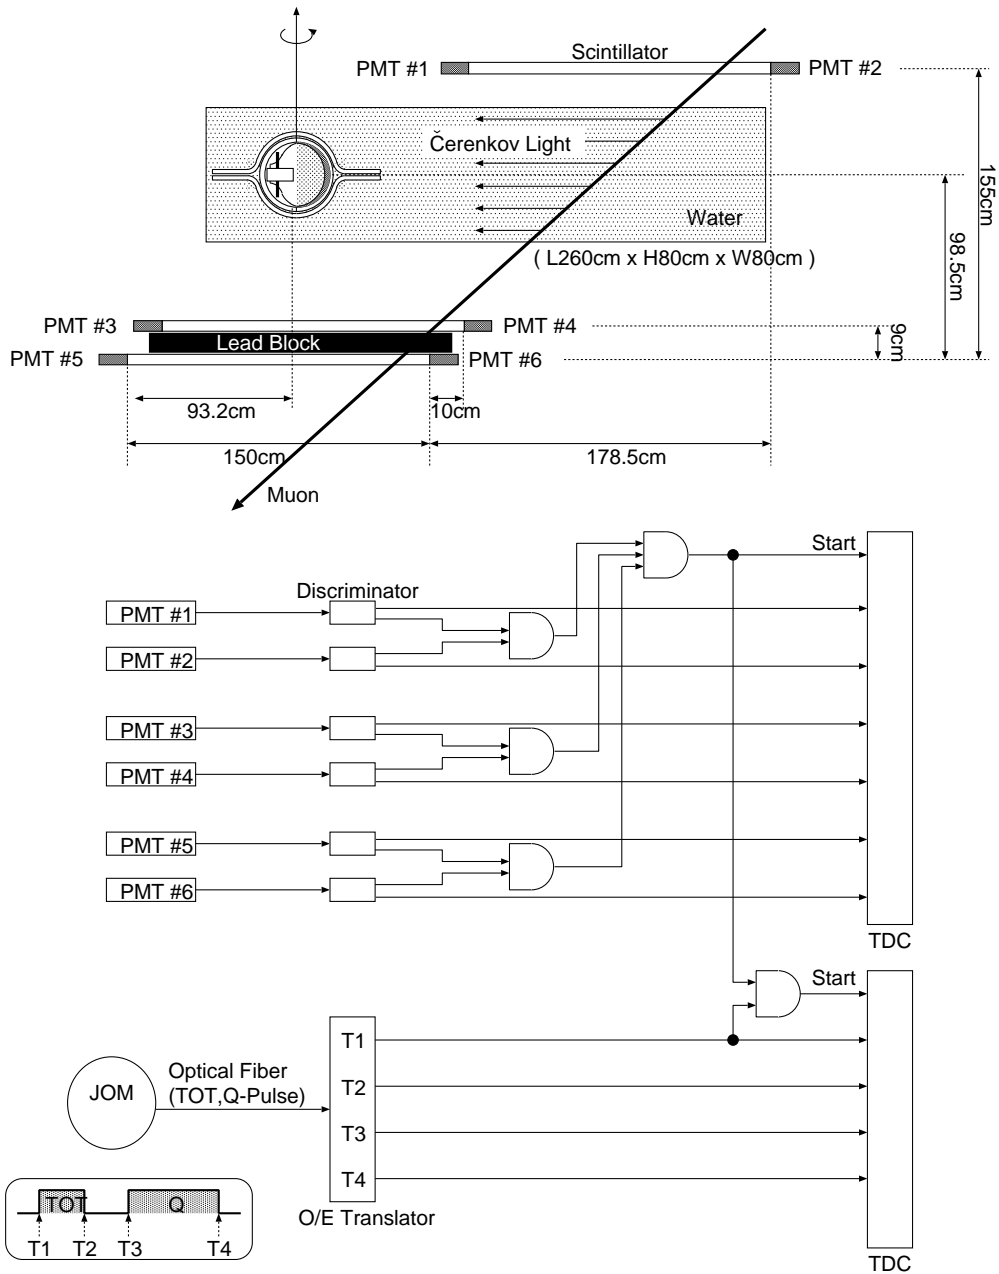 Scintillator
PMT #1
PMT #2
Čerenkov Light
Water
( L260cm x H80cm x W80cm )
155cm
98.5cm
PMT #3
PMT #4
Lead Block
9cm
PMT #5
PMT #6
93.2cm
10cm
150cm
178.5cm
Muon
Start
Discriminator
PMT #1
PMT #2
PMT #3
PMT #4
PMT #5
PMT #6
TDC
Start
T1
Optical Fiber
JOM
(TOT,Q-Pulse)
T2
T3
T4
TOT
Q
O/E Translator
T1 T2 T3 T4
TDC